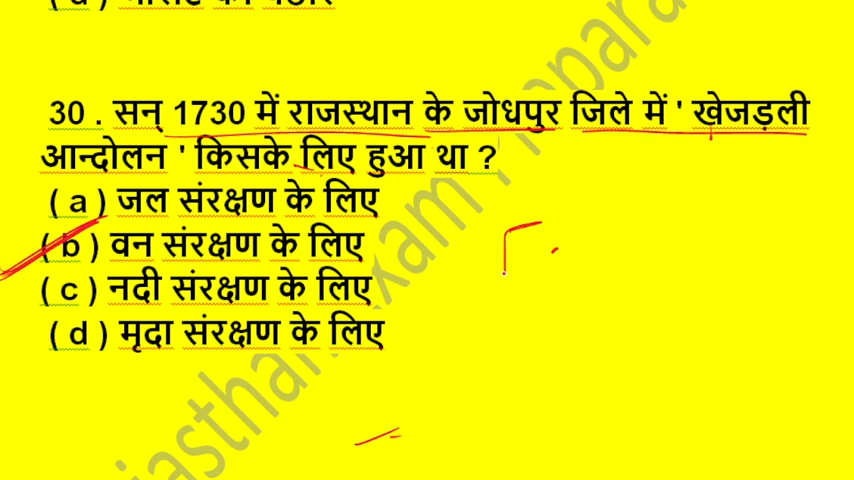 30 . सन् 1730 में राजस्थान के जोधपुर जिले में ' खेजड़ली
आन्दोलन ' किसके लिए हुआ था ?
( a ) जल संरक्षण के लिए
( b ) वन संरक्षण के लिए
( c ) नदी संरक्षण के लिए
( d ) मृदा संरक्षण के लिए